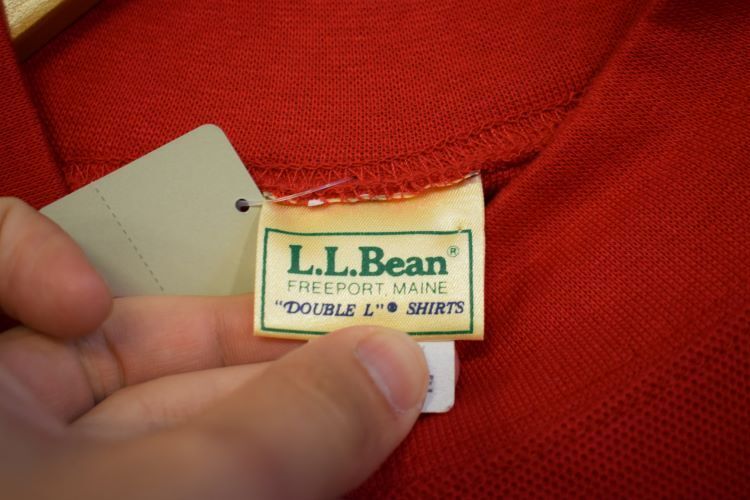 L.L.Bean®
FREEPORT, MAINE
"DOUBLE L"® SHIRTS